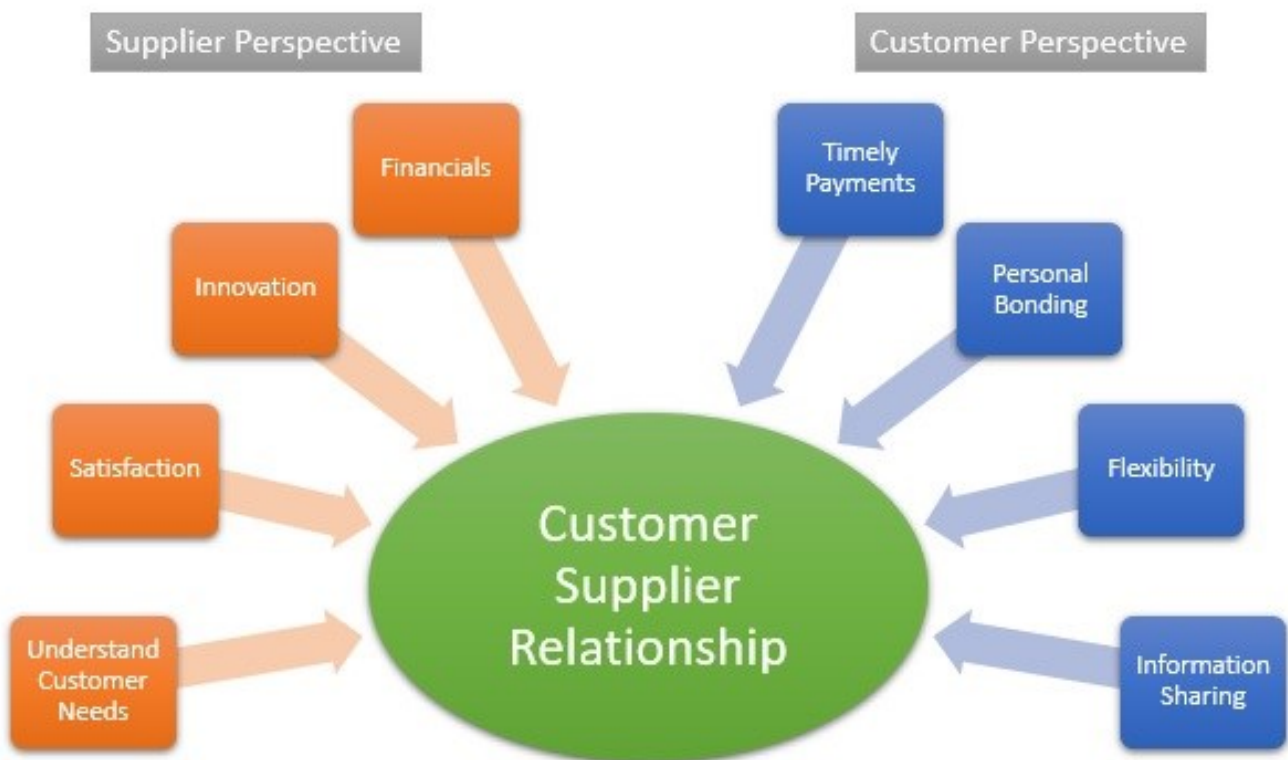 Supplier Perspective
Customer Perspective
Financials
Innovation
Satisfaction
Understand
Customer
Needs
Timely
Payments
Personal
Bonding
Flexibility
Information
Sharing
Customer
Supplier
Relationship